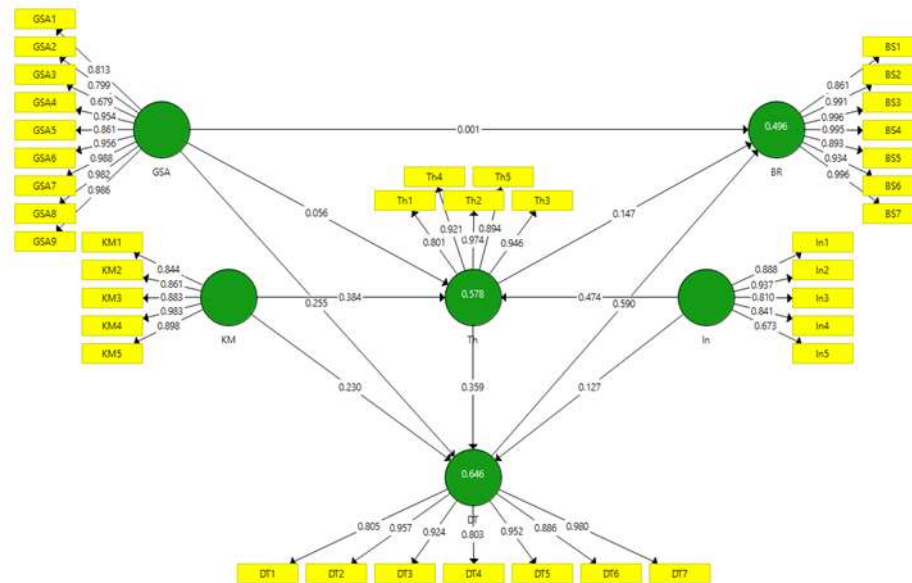 GSA1
GSA2
GSA3
GSA4
GSA5
GSA6
GSA7
GSA8
GSA9
0.813
0.799
0.679
0.954
0.861
0.956
0.988
0.982
0.986
GSA
0.001
0.496
BR
BS1
BS2
BS3
BS4
BS5
BS6
BS7
0.861
0.991
0.996
0.995
0.893
0.934
0.996
0.056
0.147
Th4
Th5
Th1
Th2
Th3
0.921
0.894
0.801
0.974
0.946
KM1
KM2
KM3
KM4
KM5
0.844
0.861
0.883
0.983
0.898
KM
0.255
0.384
0.578
Th
0.474
0.590
In
In1
In2
In3
In4
In5
0.888
0.937
0.810
0.841
0.673
0.230
0.359
0.127
0.646
DT
0.805
0.957
0.924
0.803
0.952
0.886
0.980
DT1
DT2
DT3
DT4
DT5
DT6
DT7